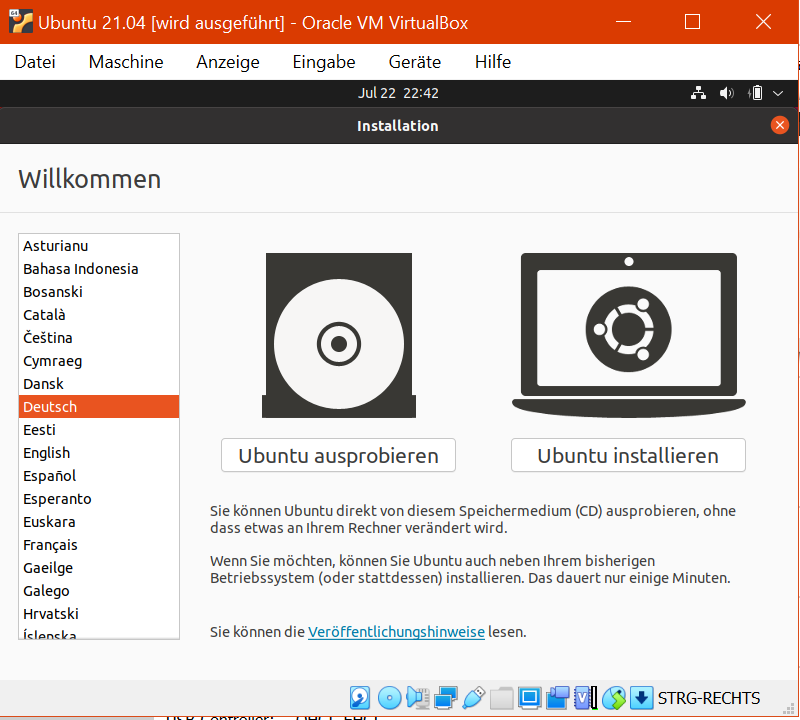 Ubuntu 21.04 [wird ausgeführt] - Oracle VM VirtualBox
Datei Maschine Anzeige Eingabe Geräte Hilfe
Jul 22 22:42
Installation
Willkommen
Asturianu
Bahasa Indonesia
Bosanski
Català
Čeština
Cymraeg
Dansk
Deutsch
Eesti
English
Español
Esperanto
Euskara
Français
Gaeilge
Galego
Hrvatski
Íslenska
Ubuntu ausprobieren
Ubuntu installieren
Sie können Ubuntu direkt von diesem Speichermedium (CD) ausprobieren, ohne
dass etwas an Ihrem Rechner verändert wird.
Wenn Sie möchten, können Sie Ubuntu auch neben Ihrem bisherigen
Betriebssystem (oder stattdessen) installieren. Das dauert nur einige Minuten.
Sie können die Veröffentlichungshinweise lesen.
STRG-RECHTS